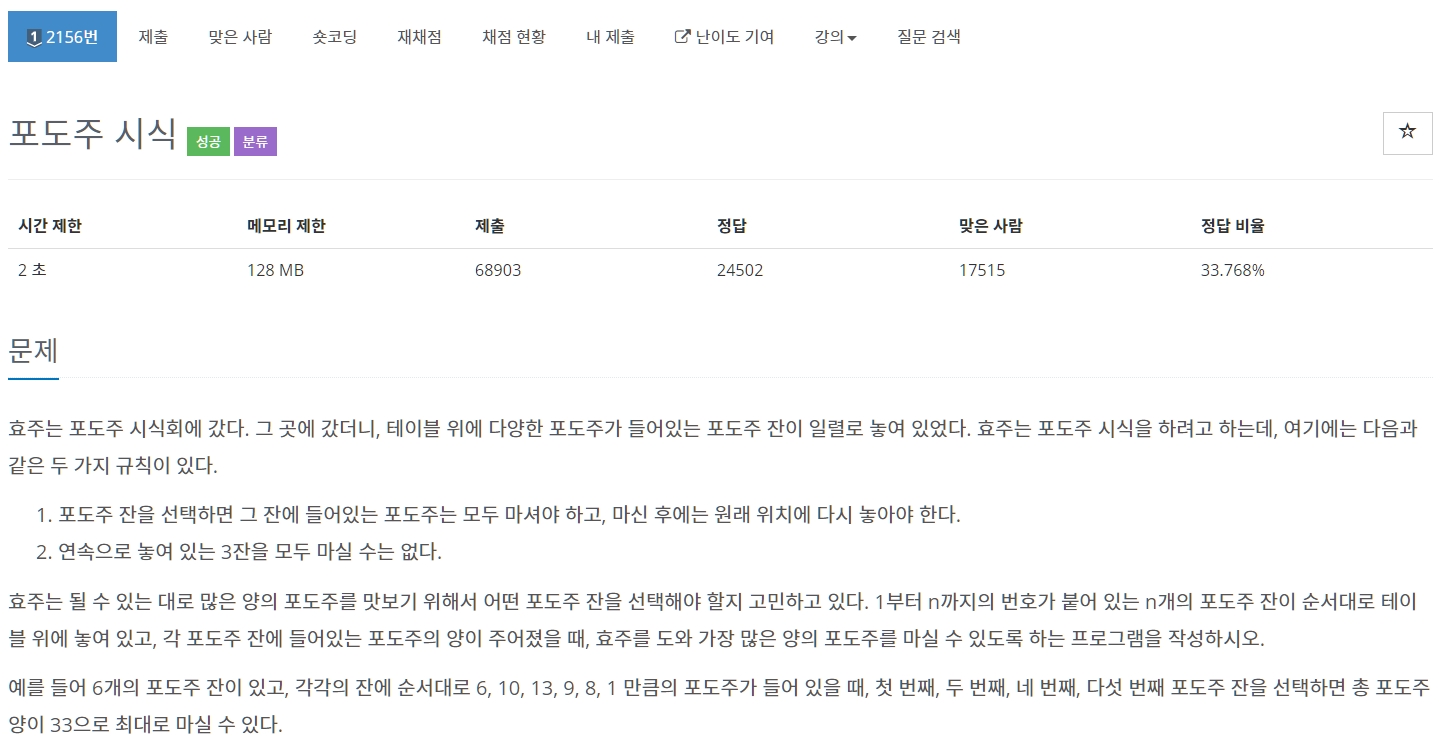 1 2156번 제출 맞은 사람 숏코딩 재채점 채점 현황 내 제출 난이도 기여 강의 질문 검색
포도주 시식 성공 분류
시간 제한 메모리 제한 제출 정답 맞은 사람 정답 비율
2 초 128 MB 68903 24502 17515 33.768%
문제
효주는 포도주 시식회에 갔다. 그 곳에 갔더니, 테이블 위에 다양한 포도주가 들어있는 포도주 잔이 일렬로 놓여 있었다. 효주는 포도주 시식을 하려고 하는데, 여기에는 다음과
같은 두 가지 규칙이 있다.
1. 포도주 잔을 선택하면 그 잔에 들어있는 포도주는 모두 마셔야 하고, 마신 후에는 원래 위치에 다시 놓아야 한다.
2. 연속으로 놓여 있는 3잔을 모두 마실 수는 없다.
효주는 될 수 있는 대로 많은 양의 포도주를 맛보기 위해서 어떤 포도주 잔을 선택해야 할지 고민하고 있다. 1부터 n까지의 번호가 붙어 있는 n개의 포도주 잔이 순서대로 테이
블 위에 놓여 있고, 각 포도주 잔에 들어있는 포도주의 양이 주어졌을 때, 효주를 도와 가장 많은 양의 포도주를 마실 수 있도록 하는 프로그램을 작성하시오.
예를 들어 6개의 포도주 잔이 있고, 각각의 잔에 순서대로 6, 10, 13, 9, 8, 1 만큼의 포도주가 들어 있을 때, 첫 번째, 두 번째, 네 번째, 다섯 번째 포도주 잔을 선택하면 총 포도주
양이 33으로 최대로 마실 수 있다.